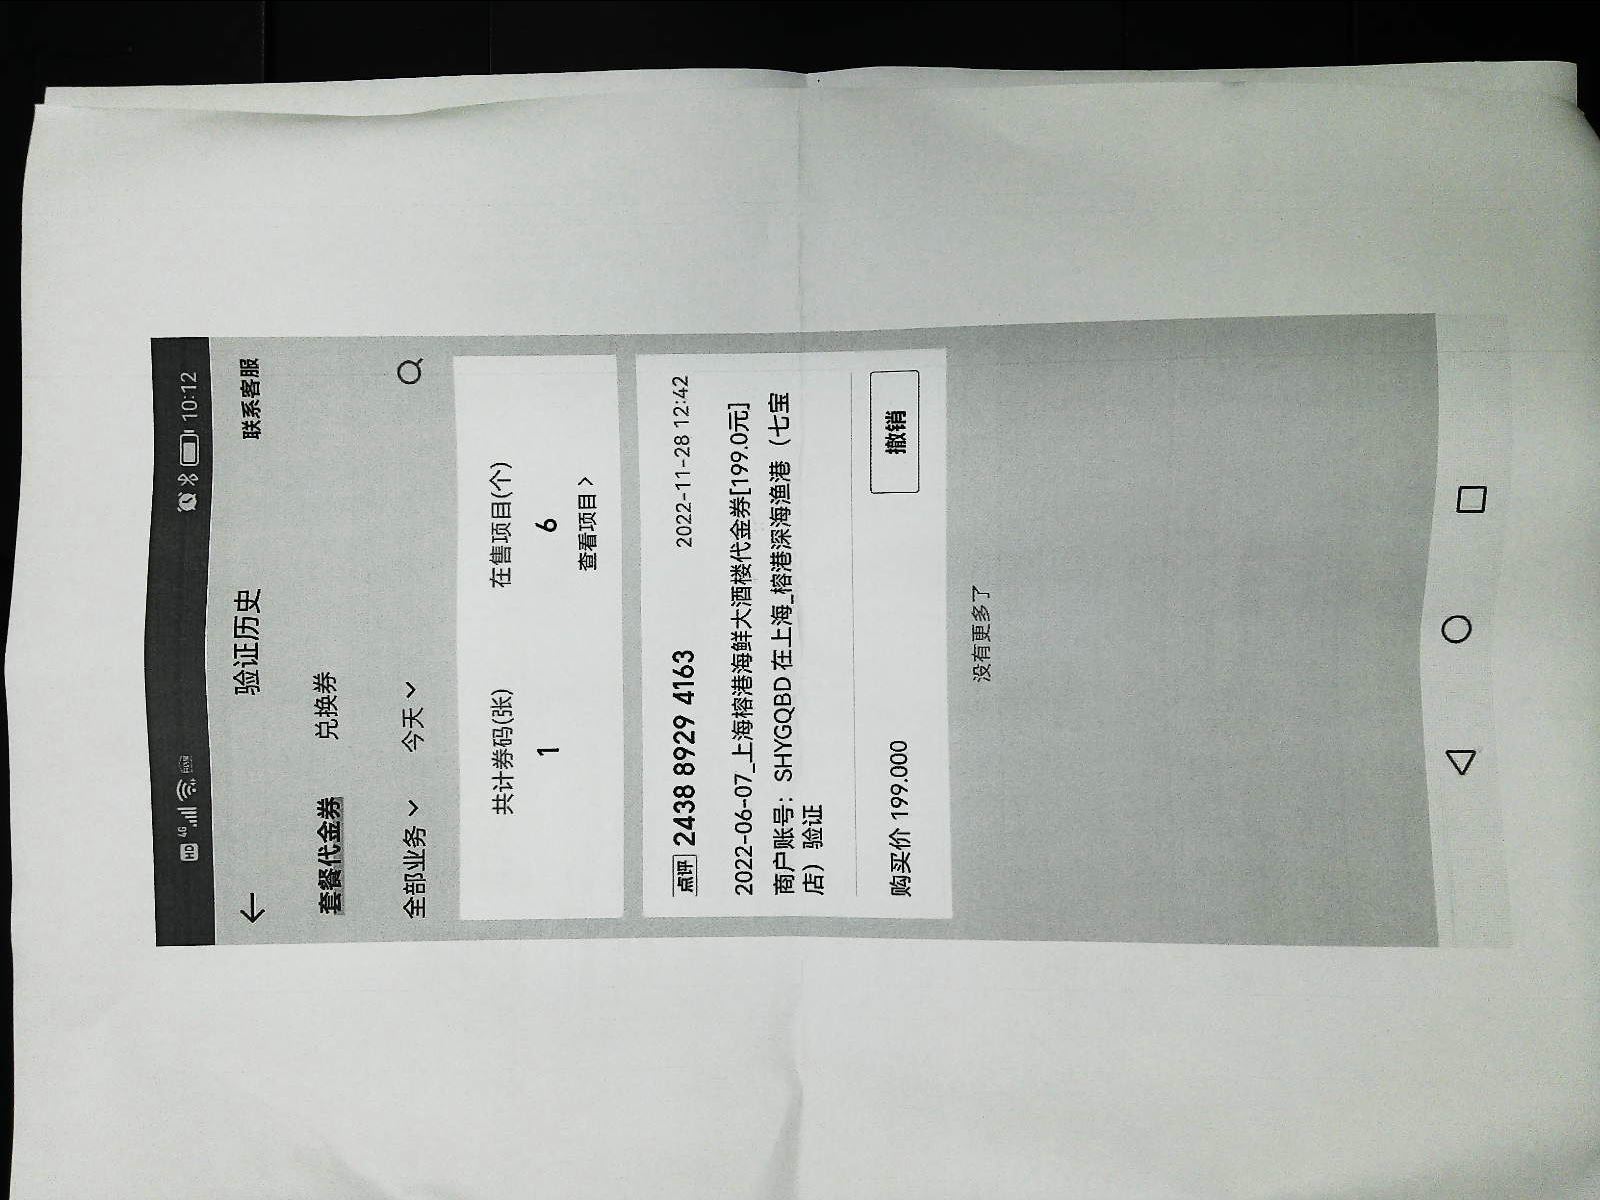 HD 4G 10:12
验证历史 联系客服
套餐代金券 兑换券
全部业务 今天
共计券码(张) 在售项目(个)
1 6
查看项目
点评 2438 8929 4163 2022-11-28 12:42
2022-06-07_上海榕港海鲜大酒楼代金券[199.0元]
商户账号：SHYGQBD 在上海_榕港深海渔港（七宝
店）验证
购买价 199.000 撤销
没有更多了